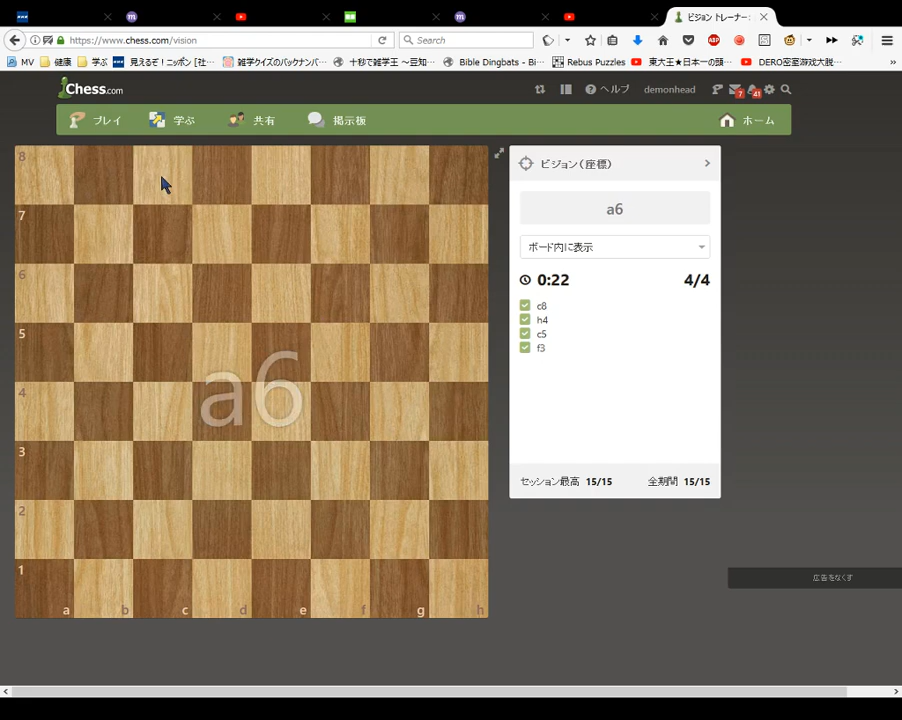 ビジョン トレーナー:
https://www.chess.com/vision
Search
MV
健康
学ぶ
見えるぞ!ニッポン [社…
雑学クイズのバックナンバ…
十秒で雑学王 ～豆知…
Bible Dingbats - Bi…
Rebus Puzzles
東大王★日本一の頭…
DERO密室游戏大脱…
Chess.com
ヘルプ
demonhead
7
41
プレイ
学ぶ
共有
掲示板
ホーム
8
7
6
5
4
3
2
1
a b c d e f g h
a6
ビジョン（座標）
a6
ボード内に表示
0:22
4/4
c8
h4
c5
f3
セッション最高 15/15
全期間 15/15
広告をなくす